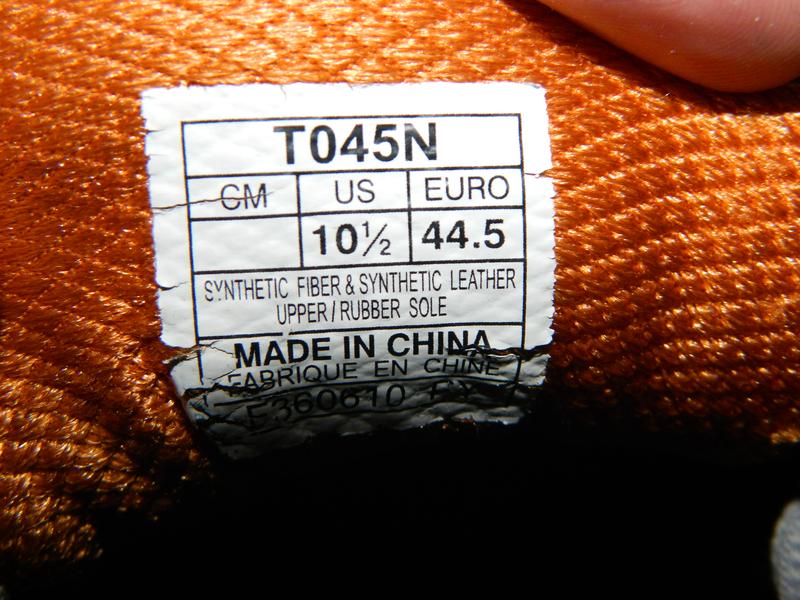 T045N
CM US EURO
10½ 44.5
SYNTHETIC FIBER & SYNTHETIC LEATHER
UPPER / RUBBER SOLE
MADE IN CHINA
FABRIQUE EN CHINE